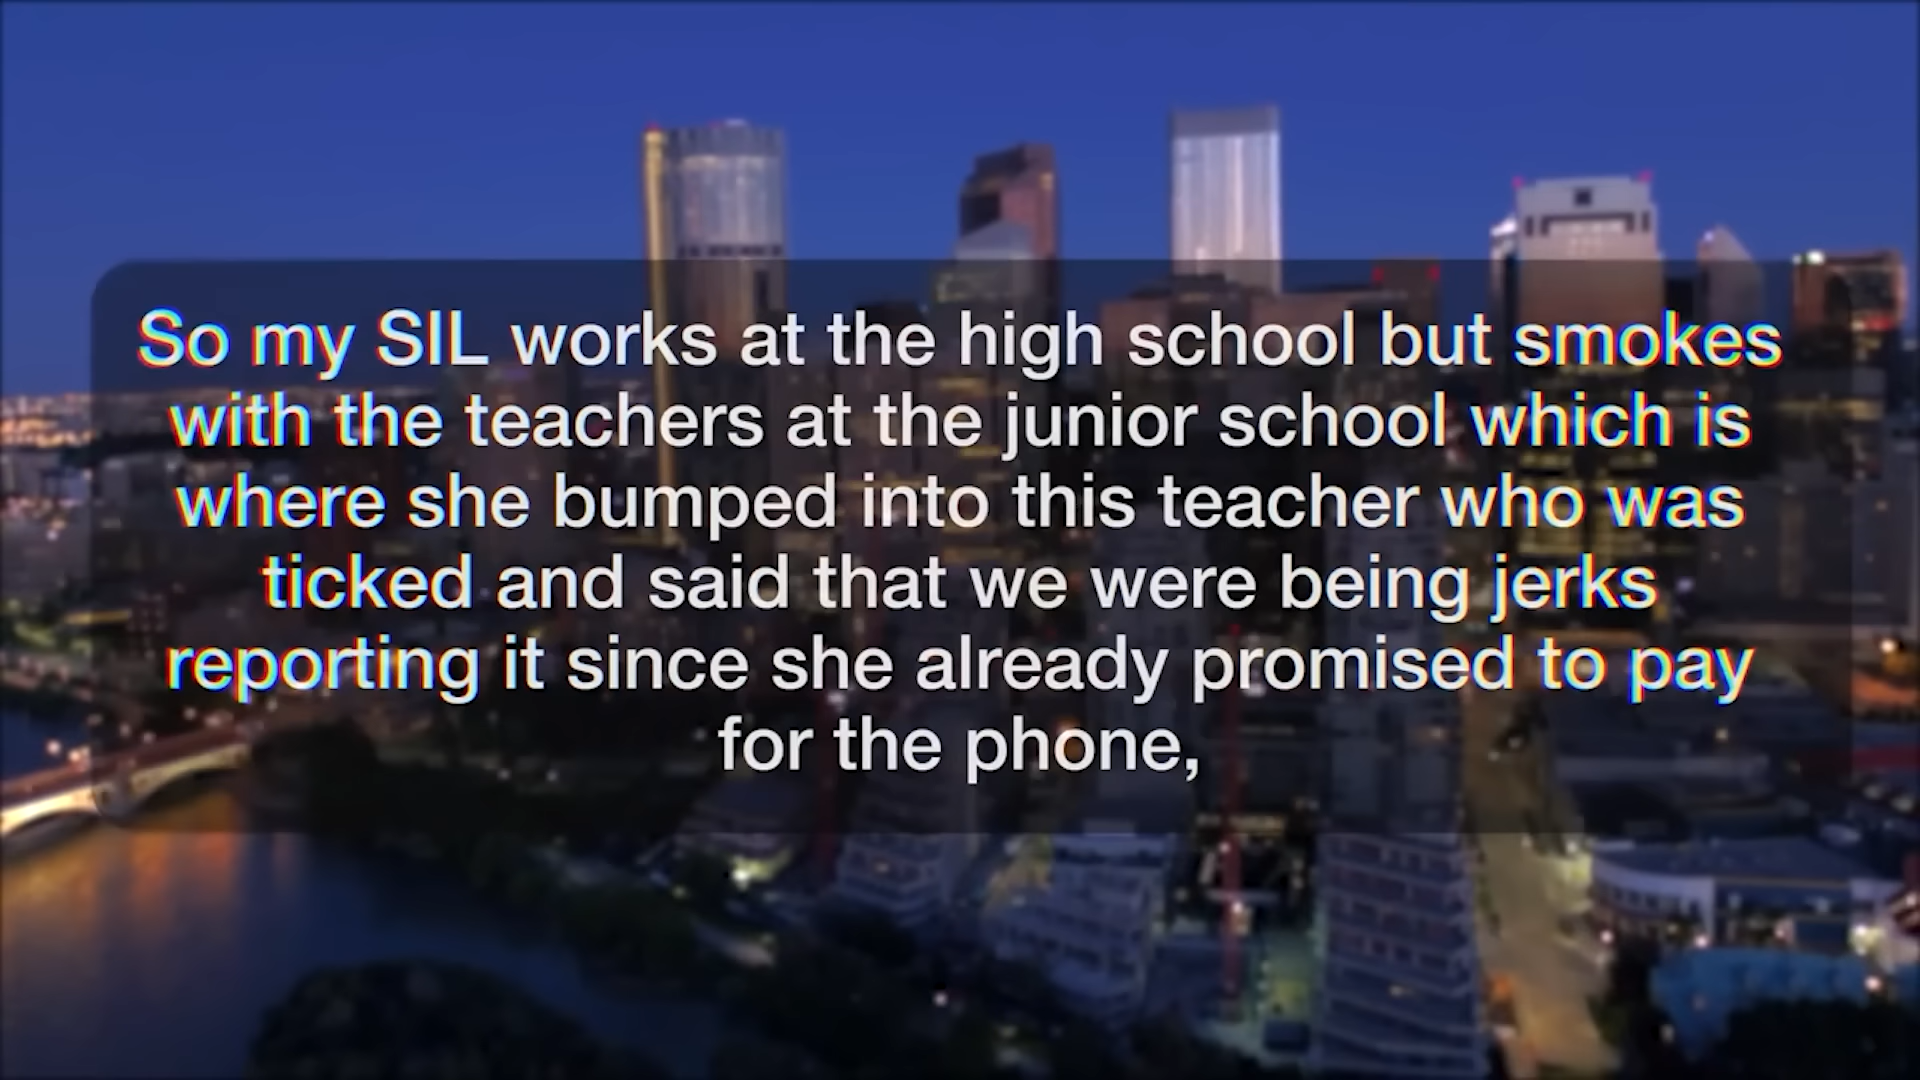 So my SIL works at the high school but smokes
with the teachers at the junior school which is
where she bumped into this teacher who was
ticked and said that we were being jerks
reporting it since she already promised to pay
for the phone,